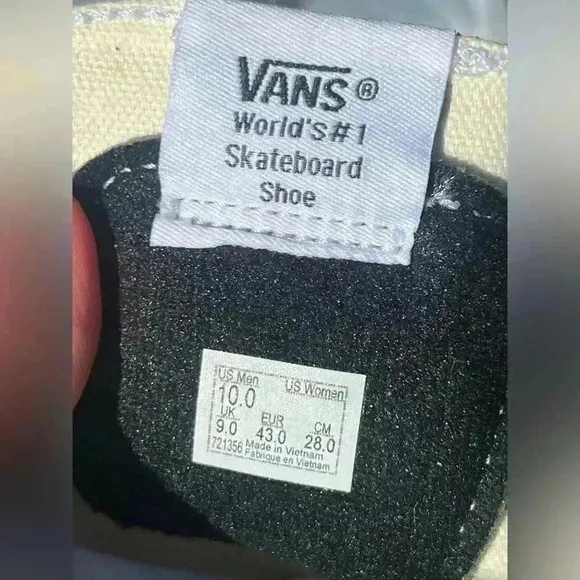 VANS®
World's #1
Skateboard
Shoe
US Men US Women
10.0
UK EUR CM
9.0 43.0 28.0
721356 Made in Vietnam
Fabrique en Vietnam